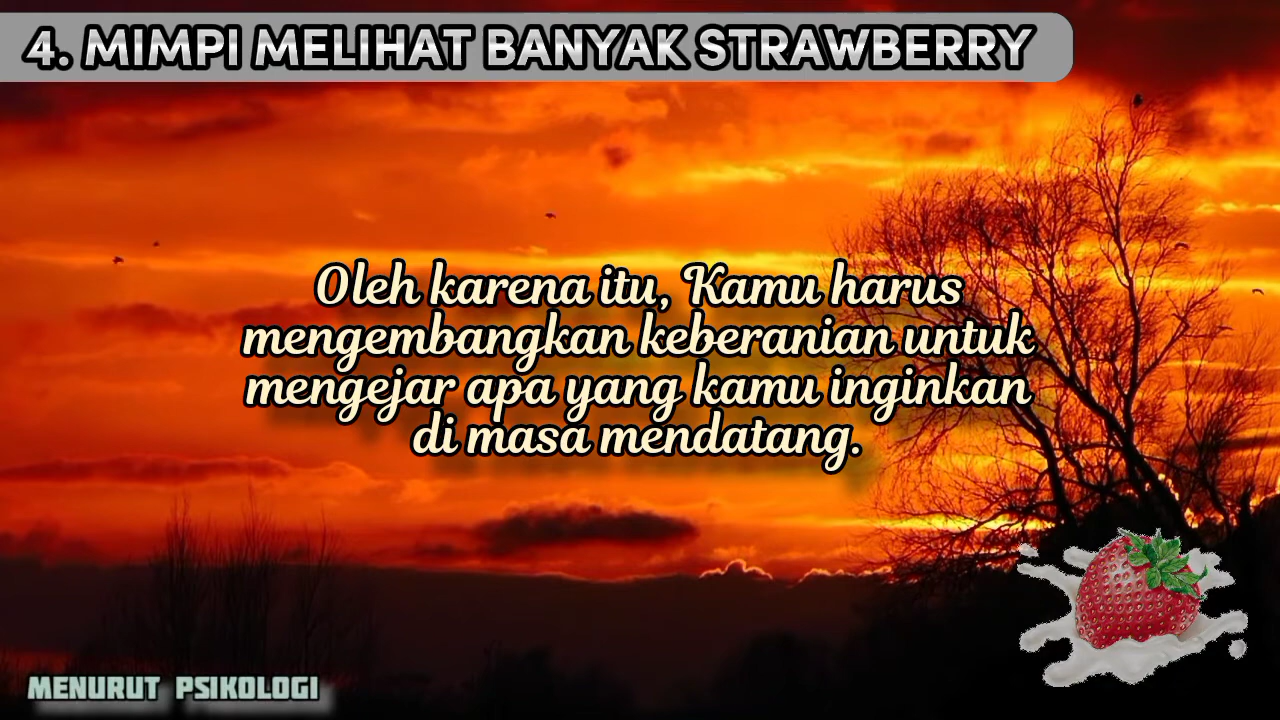 4. MIMPI MELIHAT BANYAK STRAWBERRY
Oleh karena itu, Kamu harus
mengembangkan keberanian untuk
mengejar apa yang kamu inginkan
di masa mendatang.
MENURUT PSIKOLOGI